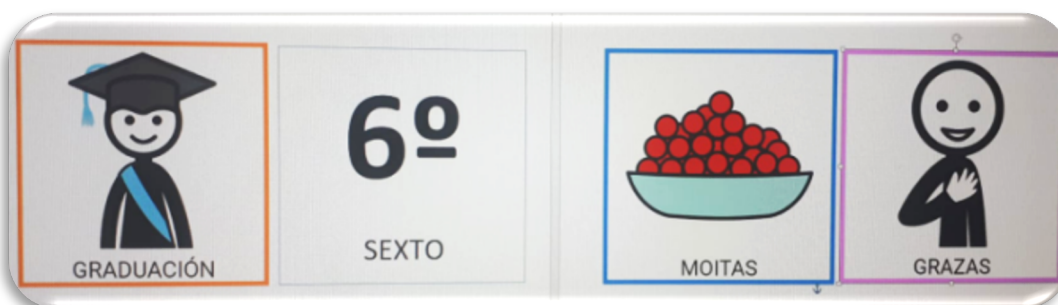 GRADUACIÓN
6º
SEXTO
MOITAS
GRAZAS